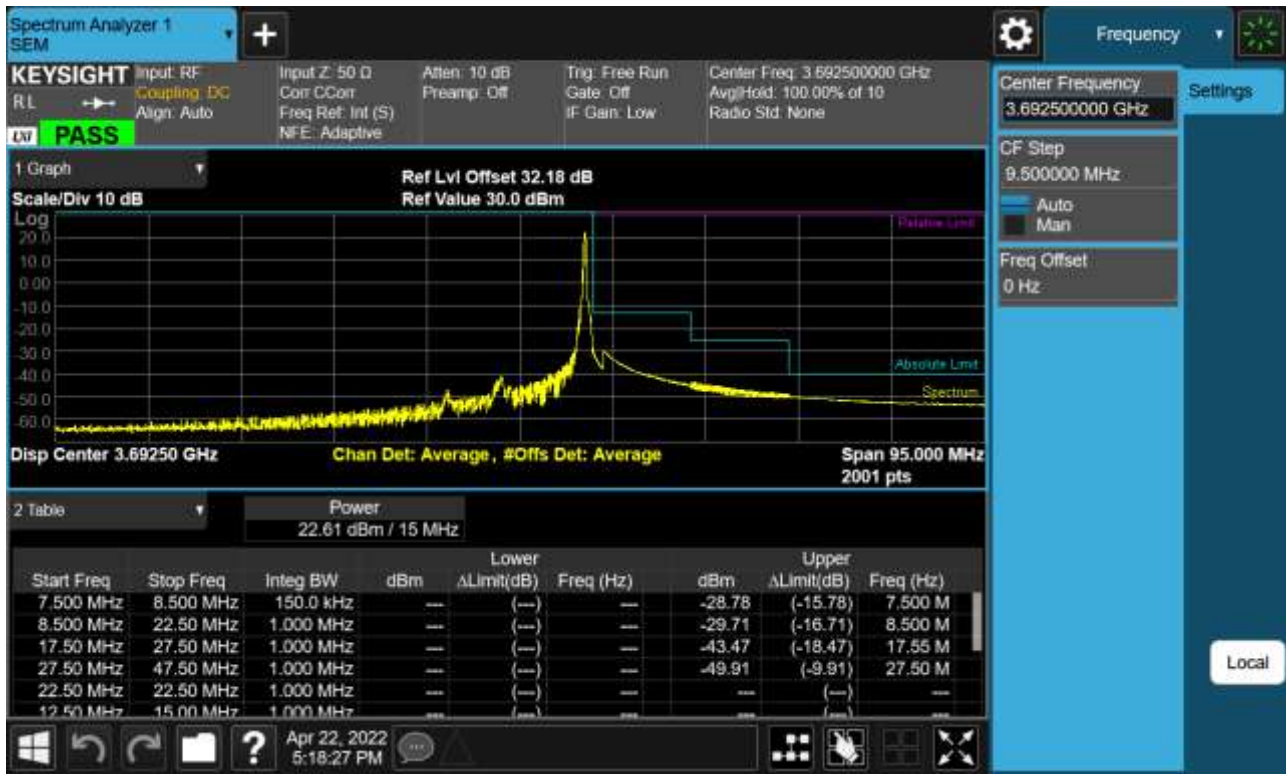 Spectrum Analyzer 1
SEM
Frequency
KEYSIGHT
RL
PASS
Input: RF
Coupling: DC
Align: Auto
Input Z: 50 Ω
Corr CCorr
Freq Ref: Int (S)
NFE: Adaptive
Atten: 10 dB
Preamp: Off
Trig: Free Run
Gate: Off
IF Gain: Low
Center Freq: 3.692500000 GHz
Avg|Hold: 100.00% of 10
Radio Std: None
Center Frequency
3.692500000 GHz
Settings
CF Step
9.500000 MHz
Auto
Man
Freq Offset
0 Hz
Local
1 Graph
Scale/Div 10 dB
Ref Lvl Offset 32.18 dB
Ref Value 30.0 dBm
Log
20.0
10.0
0.00
-10.0
-20.0
-30.0
-40.0
-50.0
-60.0
Relative Limit
Absolute Limit
Spectrum
Disp Center 3.69250 GHz
Chan Det: Average, #Offs Det: Average
Span 95.000 MHz
2001 pts
2 Table
Power
22.61 dBm / 15 MHz
Lower Upper
Start Freq Stop Freq Integ BW dBm ΔLimit(dB) Freq (Hz) dBm ΔLimit(dB) Freq (Hz)
7.500 MHz 8.500 MHz 150.0 kHz --- (---) --- -28.78 (-15.78) 7.500 M
8.500 MHz 22.50 MHz 1.000 MHz --- (---) --- -29.71 (-16.71) 8.500 M
17.50 MHz 27.50 MHz 1.000 MHz --- (---) --- -43.47 (-18.47) 17.55 M
27.50 MHz 47.50 MHz 1.000 MHz --- (---) --- -49.91 (-9.91) 27.50 M
22.50 MHz 22.50 MHz 1.000 MHz --- (---) --- --- (---) ---
12.50 MHz 15.00 MHz 1.000 MHz --- (---) --- --- (---) ---
Apr 22, 2022
5:18:27 PM